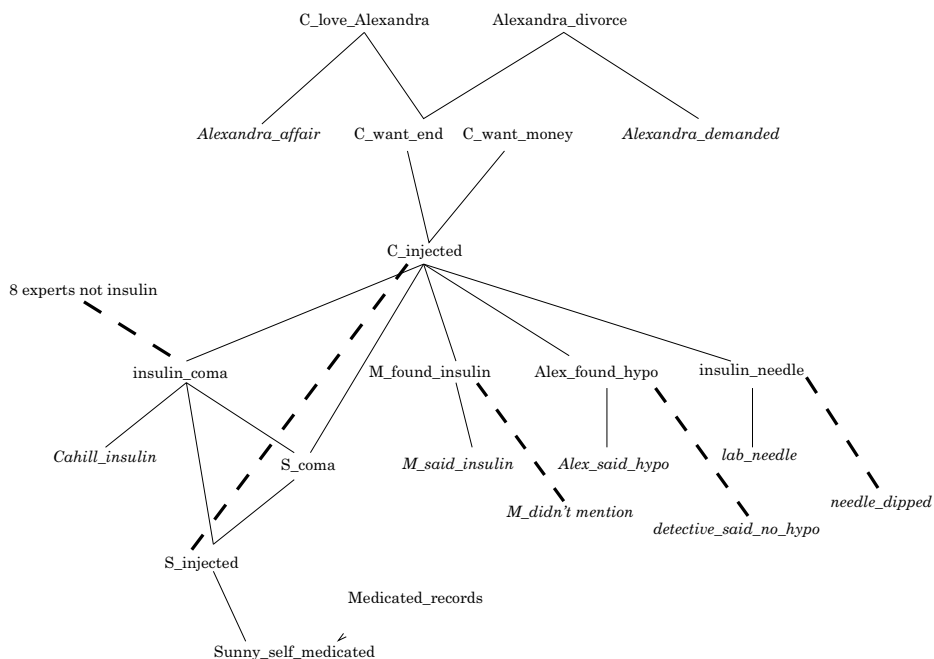 C_love_Alexandra
Alexandra_divorce
Alexandra_affair
C_want_end
C_want_money
Alexandra_demanded
C_injected
8 experts not insulin
insulin_coma
M_found_insulin
Alex_found_hypo
insulin_needle
Cahill_insulin
S_coma
M_said_insulin
Alex_said_hypo
lab_needle
M_didn't mention
detective_said_no_hypo
needle_dipped
S_injected
Medicated_records
Sunny_self_medicated